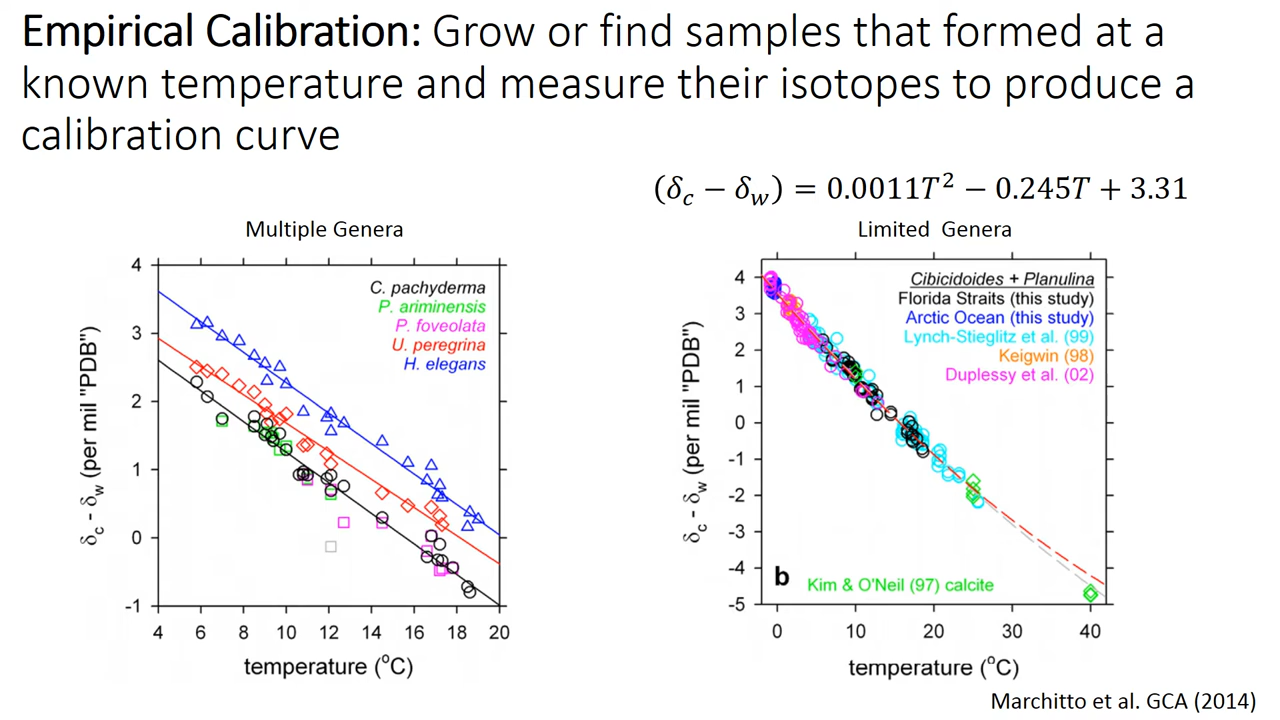 Empirical Calibration: Grow or find samples that formed at a
known temperature and measure their isotopes to produce a
calibration curve
(δc − δw) = 0.0011T² − 0.245T + 3.31
Multiple Genera
Limited Genera
C. pachyderma
P. ariminensis
P. foveolata
U. peregrina
H. elegans
δc - δw (per mil "PDB")
4
3
2
1
0
-1
4 6 8 10 12 14 16 18 20
temperature (°C)
Cibicidoides + Planulina
Florida Straits (this study)
Arctic Ocean (this study)
Lynch-Stieglitz et al. (99)
Keigwin (98)
Duplessy et al. (02)
δc - δw (per mil "PDB")
4
3
2
1
0
-1
-2
-3
-4
-5
b
Kim & O'Neil (97) calcite
0 10 20 30 40
temperature (°C)
Marchitto et al. GCA (2014)